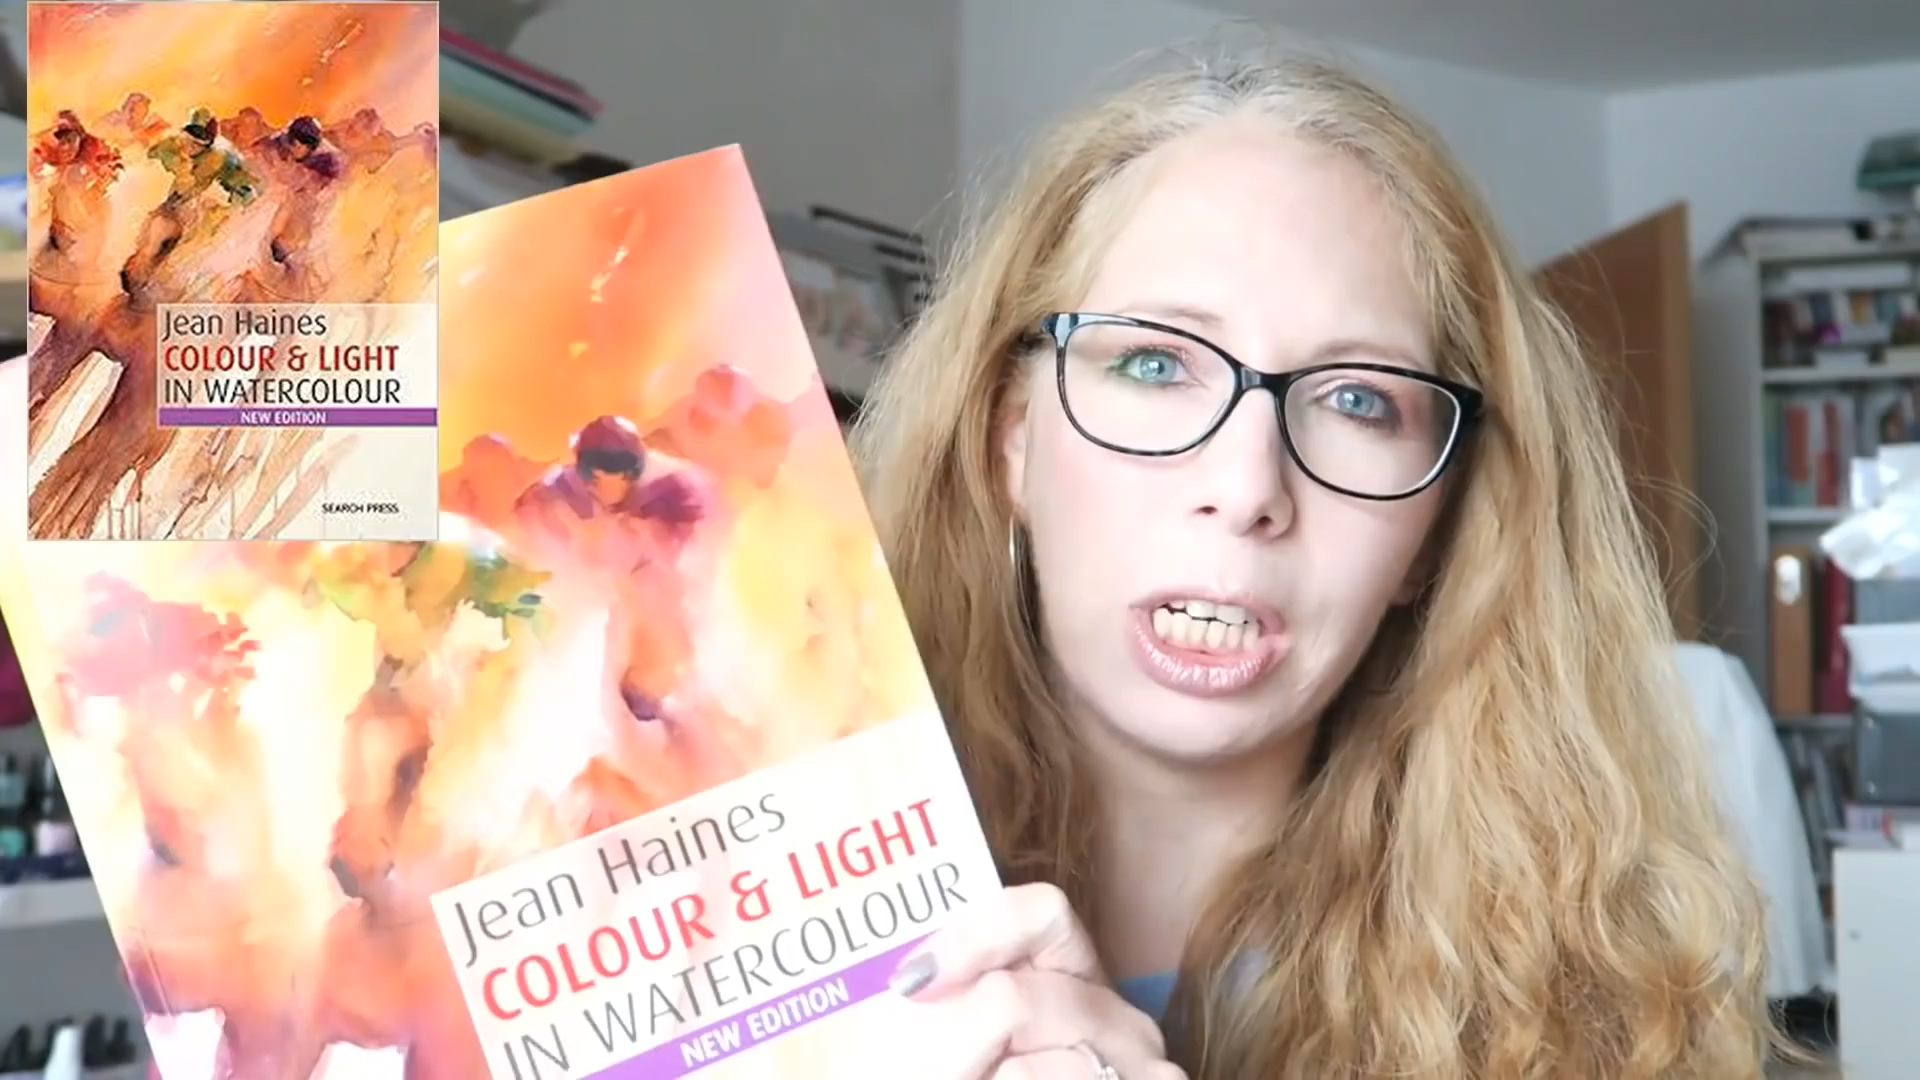 Jean Haines
COLOUR & LIGHT
IN WATERCOLOUR
NEW EDITION
SEARCH PRESS
Jean Haines
COLOUR & LIGHT
IN WATERCOLOUR
NEW EDITION